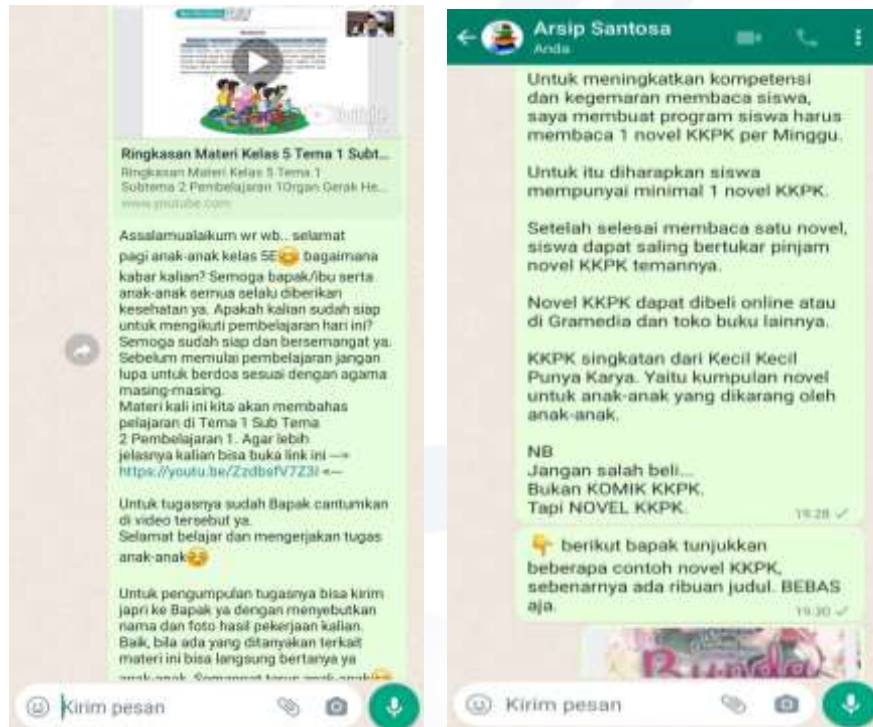 Ringkasan Materi Kelas 5 Tema 1 Subt...
Ringkasan Materi Kelas 5 Tema 1
Subtema 2 Pembelajaran 1Organ Gerak He...
www.youtube.com
Assalamualaikum wr wb.. selamat
pagi anak-anak kelas 5E😊 bagaimana
kabar kalian? Semoga bapak/ibu serta
anak-anak semua selalu diberikan
kesehatan ya. Apakah kalian sudah siap
untuk mengikuti pembelajaran hari ini?
Semoga sudah siap dan bersemangat ya.
Sebelum memulai pembelajaran jangan
lupa untuk berdoa sesuai dengan agama
masing-masing.
Materi kali ini kita akan membahas
pelajaran di Tema 1 Sub Tema
2 Pembelajaran 1. Agar lebih
jelasnya kalian bisa buka link ini —>
https://youtu.be/ZzdbsfV7Z3I <—
Untuk tugasnya sudah Bapak cantumkan
di video tersebut ya.
Selamat belajar dan mengerjakan tugas
anak-anak😊
Untuk pengumpulan tugasnya bisa kirim
japri ke Bapak ya dengan menyebutkan
nama dan foto hasil pekerjaan kalian.
Baik, bila ada yang ditanyakan terkait
materi ini bisa langsung bertanya ya
anak-anak. Semangat terus anak-anak
Kirim pesan
Arsip Santosa
Anda
Untuk meningkatkan kompetensi
dan kegemaran membaca siswa,
saya membuat program siswa harus
membaca 1 novel KKPK per Minggu.
Untuk itu diharapkan siswa
mempunyai minimal 1 novel KKPK.
Setelah selesai membaca satu novel,
siswa dapat saling bertukar pinjam
novel KKPK temannya.
Novel KKPK dapat dibeli online atau
di Gramedia dan toko buku lainnya.
KKPK singkatan dari Kecil Kecil
Punya Karya. Yaitu kumpulan novel
untuk anak-anak yang dikarang oleh
anak-anak.
NB
Jangan salah beli...
Bukan KOMIK KKPK.
Tapi NOVEL KKPK.
19:28
👇 berikut bapak tunjukkan
beberapa contoh novel KKPK,
sebenarnya ada ribuan judul. BEBAS
aja.
19:30
Bunda
Kirim pesan